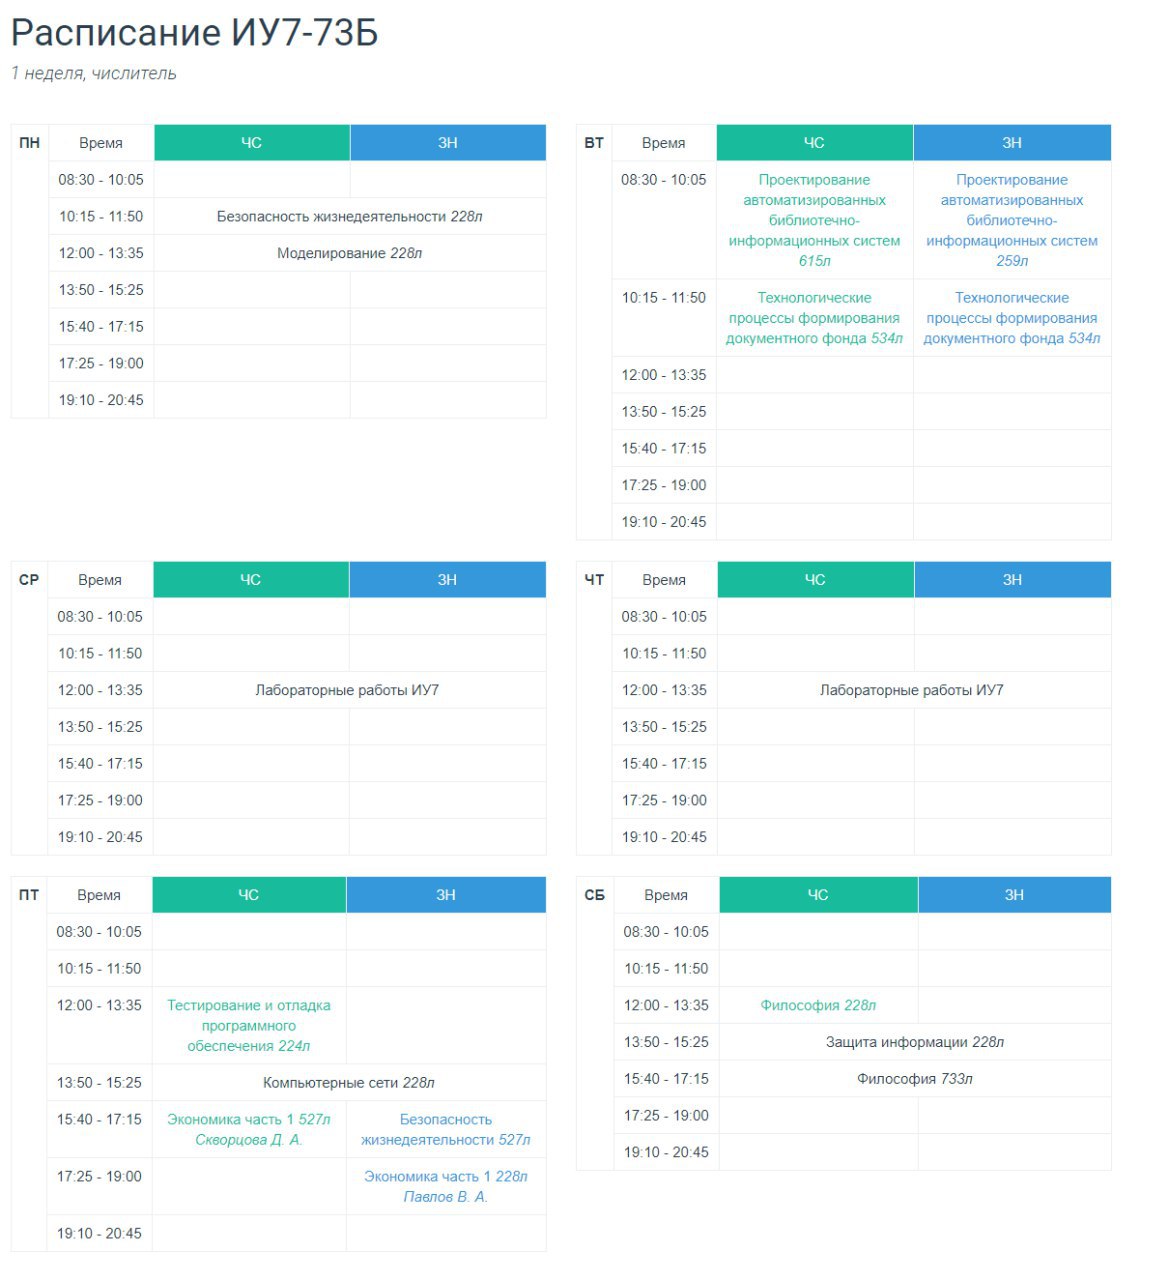 Расписание ИУ7-73Б
1 неделя, числитель
ПН Время ЧС ЗН
08:30 - 10:05
10:15 - 11:50 Безопасность жизнедеятельности 228л
12:00 - 13:35 Моделирование 228л
13:50 - 15:25
15:40 - 17:15
17:25 - 19:00
19:10 - 20:45
ВТ Время ЧС ЗН
08:30 - 10:05 Проектирование Проектирование
автоматизированных автоматизированных
библиотечно- библиотечно-
информационных систем информационных систем
615л 259л
10:15 - 11:50 Технологические Технологические
процессы формирования процессы формирования
документного фонда 534л документного фонда 534л
12:00 - 13:35
13:50 - 15:25
15:40 - 17:15
17:25 - 19:00
19:10 - 20:45
СР Время ЧС ЗН
08:30 - 10:05
10:15 - 11:50
12:00 - 13:35 Лабораторные работы ИУ7
13:50 - 15:25
15:40 - 17:15
17:25 - 19:00
19:10 - 20:45
ЧТ Время ЧС ЗН
08:30 - 10:05
10:15 - 11:50
12:00 - 13:35 Лабораторные работы ИУ7
13:50 - 15:25
15:40 - 17:15
17:25 - 19:00
19:10 - 20:45
ПТ Время ЧС ЗН
08:30 - 10:05
10:15 - 11:50
12:00 - 13:35 Тестирование и отладка
программного
обеспечения 224л
13:50 - 15:25 Компьютерные сети 228л
15:40 - 17:15 Экономика часть 1 527л Безопасность
Скворцова Д. А. жизнедеятельности 527л
17:25 - 19:00 Экономика часть 1 228л
Павлов В. А.
19:10 - 20:45
СБ Время ЧС ЗН
08:30 - 10:05
10:15 - 11:50
12:00 - 13:35 Философия 228л
13:50 - 15:25 Защита информации 228л
15:40 - 17:15 Философия 733л
17:25 - 19:00
19:10 - 20:45